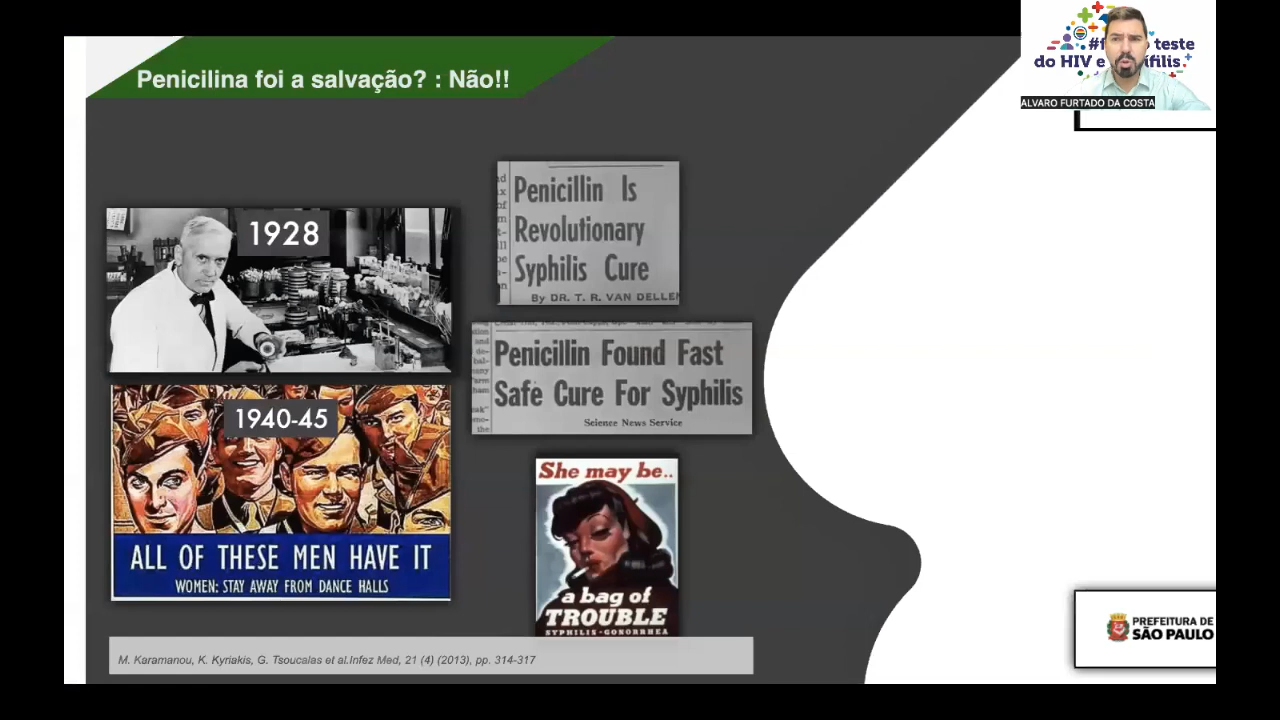 Penicilina foi a salvação? : Não!!
teste
do HIV e
ALVARO FURTADO DA COSTA
1928
Penicillin Is
Revolutionary
Syphilis Cure
By DR. T. R. VAN DELLEN
Penicillin Found Fast
Safe Cure For Syphilis
Science News Service
1940-45
ALL OF THESE MEN HAVE IT
WOMEN: STAY AWAY FROM DANCE HALLS
She may be..
a bag of
TROUBLE
SYPHILIS-GONORRHEA
M. Karamanou, K. Kyriakis, G. Tsoucalas et al.Infez Med, 21 (4) (2013), pp. 314-317
PREFEITURA DE
SÃO PAULO